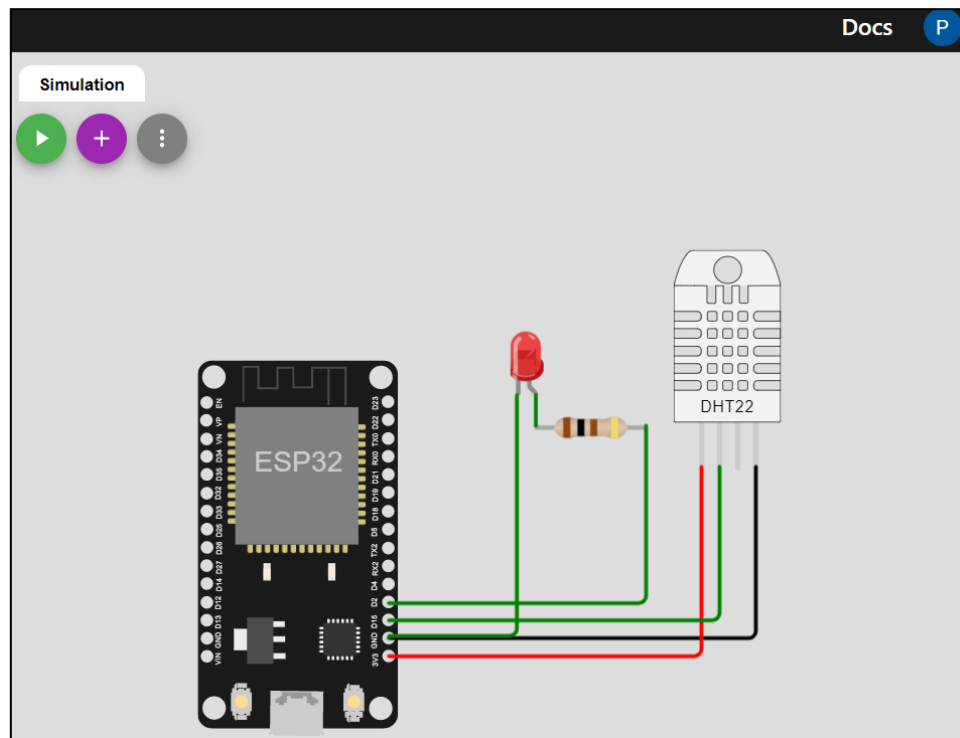 Docs
P
Simulation
ESP32
EN
VP
VN
D34
D35
D32
D33
D25
D26
D27
D14
D12
D13
GND
VIN
D23
D22
TX0
RX0
D21
D19
D18
D5
TX2
RX2
D4
D2
D15
GND
3V3
DHT22